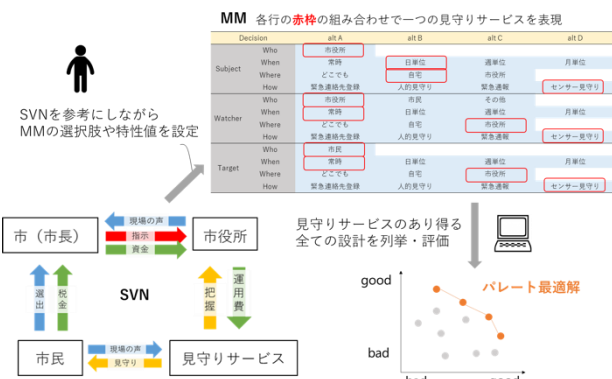 MM 各行の赤枠の組み合わせで一つの見守りサービスを表現
Decision alt A alt B alt C alt D
Subject
Who 市役所
When 常時 日単位 週単位 月単位
Where どこでも 自宅 市役所
How 緊急連絡先登録 人的見守り 緊急通報 センサー見守り
Watcher
Who 市役所 市民 その他
When 常時 日単位 週単位 月単位
Where どこでも 自宅 市役所
How 緊急連絡先登録 人的見守り 緊急通報 センサー見守り
Target
Who 市民
When 常時 日単位 週単位 月単位
Where どこでも 自宅 市役所
How 緊急連絡先登録 人的見守り 緊急通報 センサー見守り
SVNを参考にしながら
MMの選択肢や特性値を設定
市（市長）
現場の声
指示
資金
市役所
選出
税金
SVN
把握
運用費
市民
現場の声
見守り
見守りサービス
見守りサービスのあり得る
全ての設計を列挙・評価
good
パレート最適解
bad
bad good